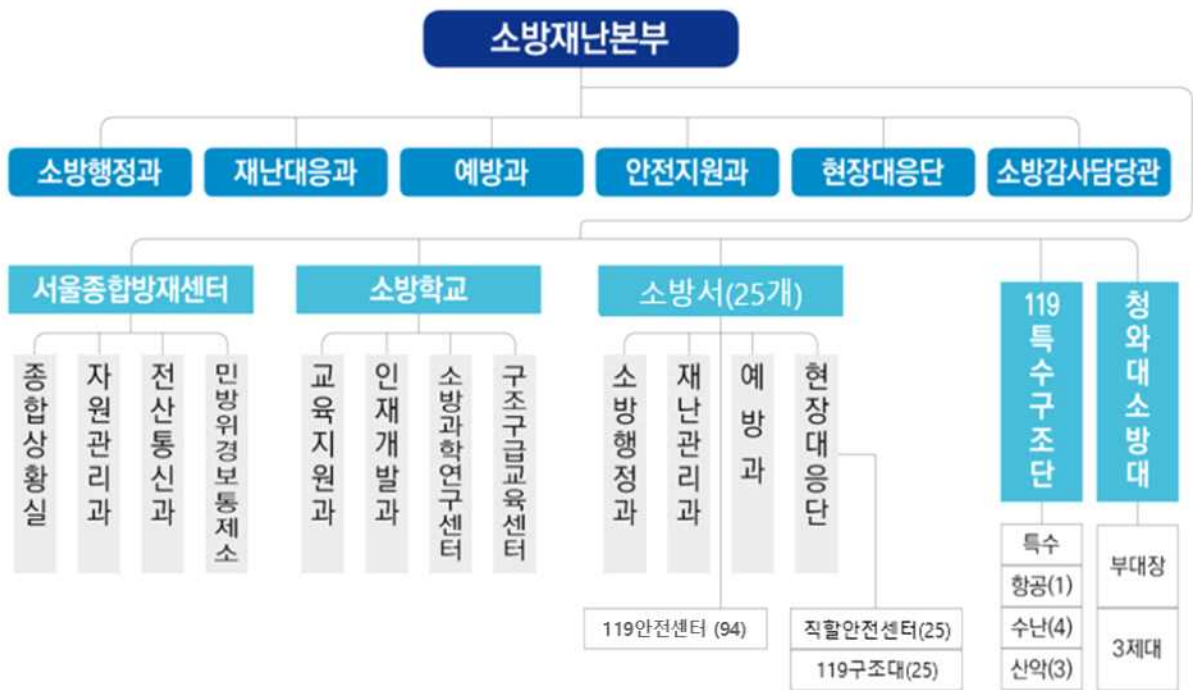 소방재난본부
소방행정과
재난대응과
예방과
안전지원과
현장대응단
소방감사담당관
서울종합방재센터
종합상황실
자원관리과
전산통신과
민방위경보통제소
소방학교
교육지원과
인재개발과
소방과학연구센터
구조구급교육센터
소방서(25개)
소방행정과
재난관리과
예방과
현장대응단
119안전센터 (94)
직할안전센터(25)
119구조대(25)
119특수구조단
특수
항공(1)
수난(4)
산악(3)
청와대소방대
부대장
3제대